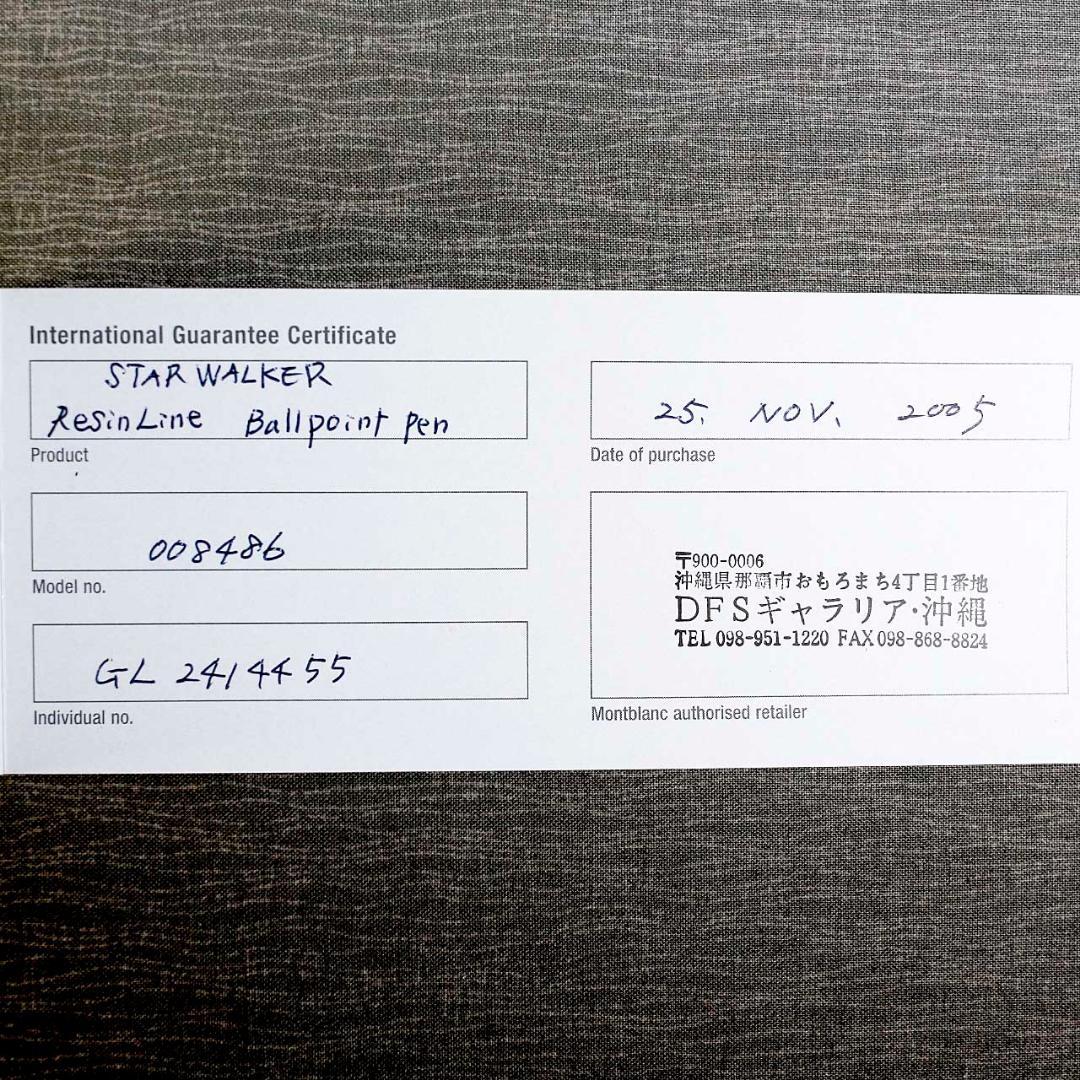 International Guarantee Certificate
STAR WALKER
ResinLine Ballpoint pen
Product
008486
Model no.
GL 2414455
Individual no.
25. NOV. 2005
Date of purchase
〒900-0006
沖縄県那覇市おもろまち4丁目1番地
DFSギャラリア・沖縄
TEL 098-951-1220 FAX 098-868-8824
Montblanc authorised retailer